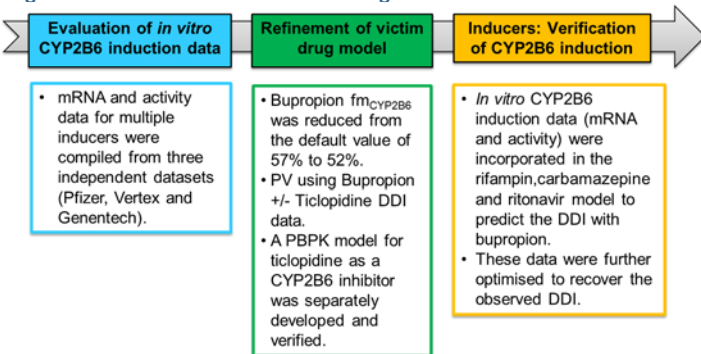 Evaluation of in vitro
CYP2B6 induction data
Refinement of victim
drug model
Inducers: Verification
of CYP2B6 induction
• mRNA and activity
data for multiple
inducers were
compiled from three
independent datasets
(Pfizer, Vertex and
Genentech).
• Bupropion fmCYP2B6
was reduced from
the default value of
57% to 52%.
• PV using Bupropion
+/- Ticlopidine DDI
data.
• A PBPK model for
ticlopidine as a
CYP2B6 inhibitor
was separately
developed and
verified.
• In vitro CYP2B6
induction data (mRNA
and activity) were
incorporated in the
rifampin,carbamazepine
and ritonavir model to
predict the DDI with
bupropion.
• These data were further
optimised to recover the
observed DDI.